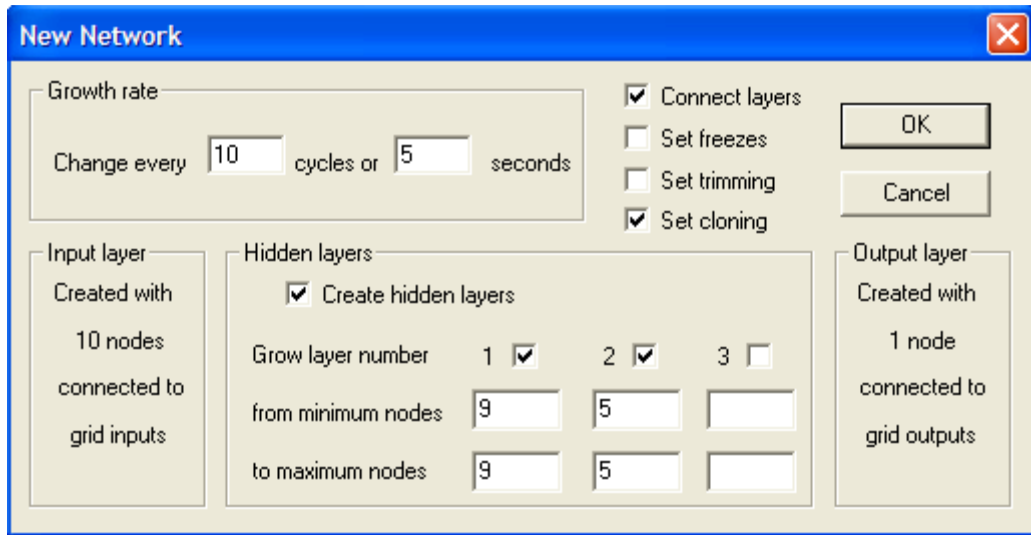 New Network
Growth rate
Change every 10 cycles or 5 seconds
Connect layers
Set freezes
Set trimming
Set cloning
OK
Cancel
Input layer
Created with
10 nodes
connected to
grid inputs
Hidden layers
Create hidden layers
Grow layer number 1 2 3
from minimum nodes 9 5
to maximum nodes 9 5
Output layer
Created with
1 node
connected to
grid outputs